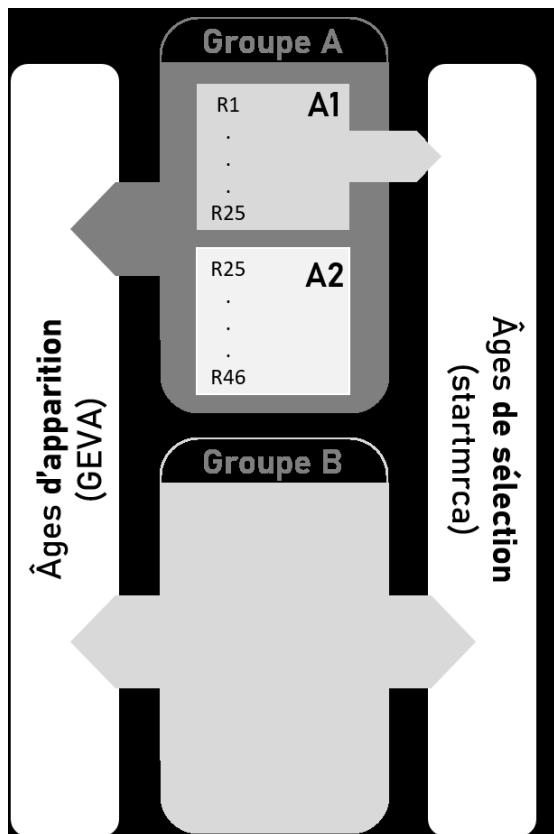 Groupe A
A1
R1
.
.
.
R25
A2
R25
.
.
.
R46
Groupe B
Âges d'apparition
(GEVA)
Âges de sélection
(startmrca)